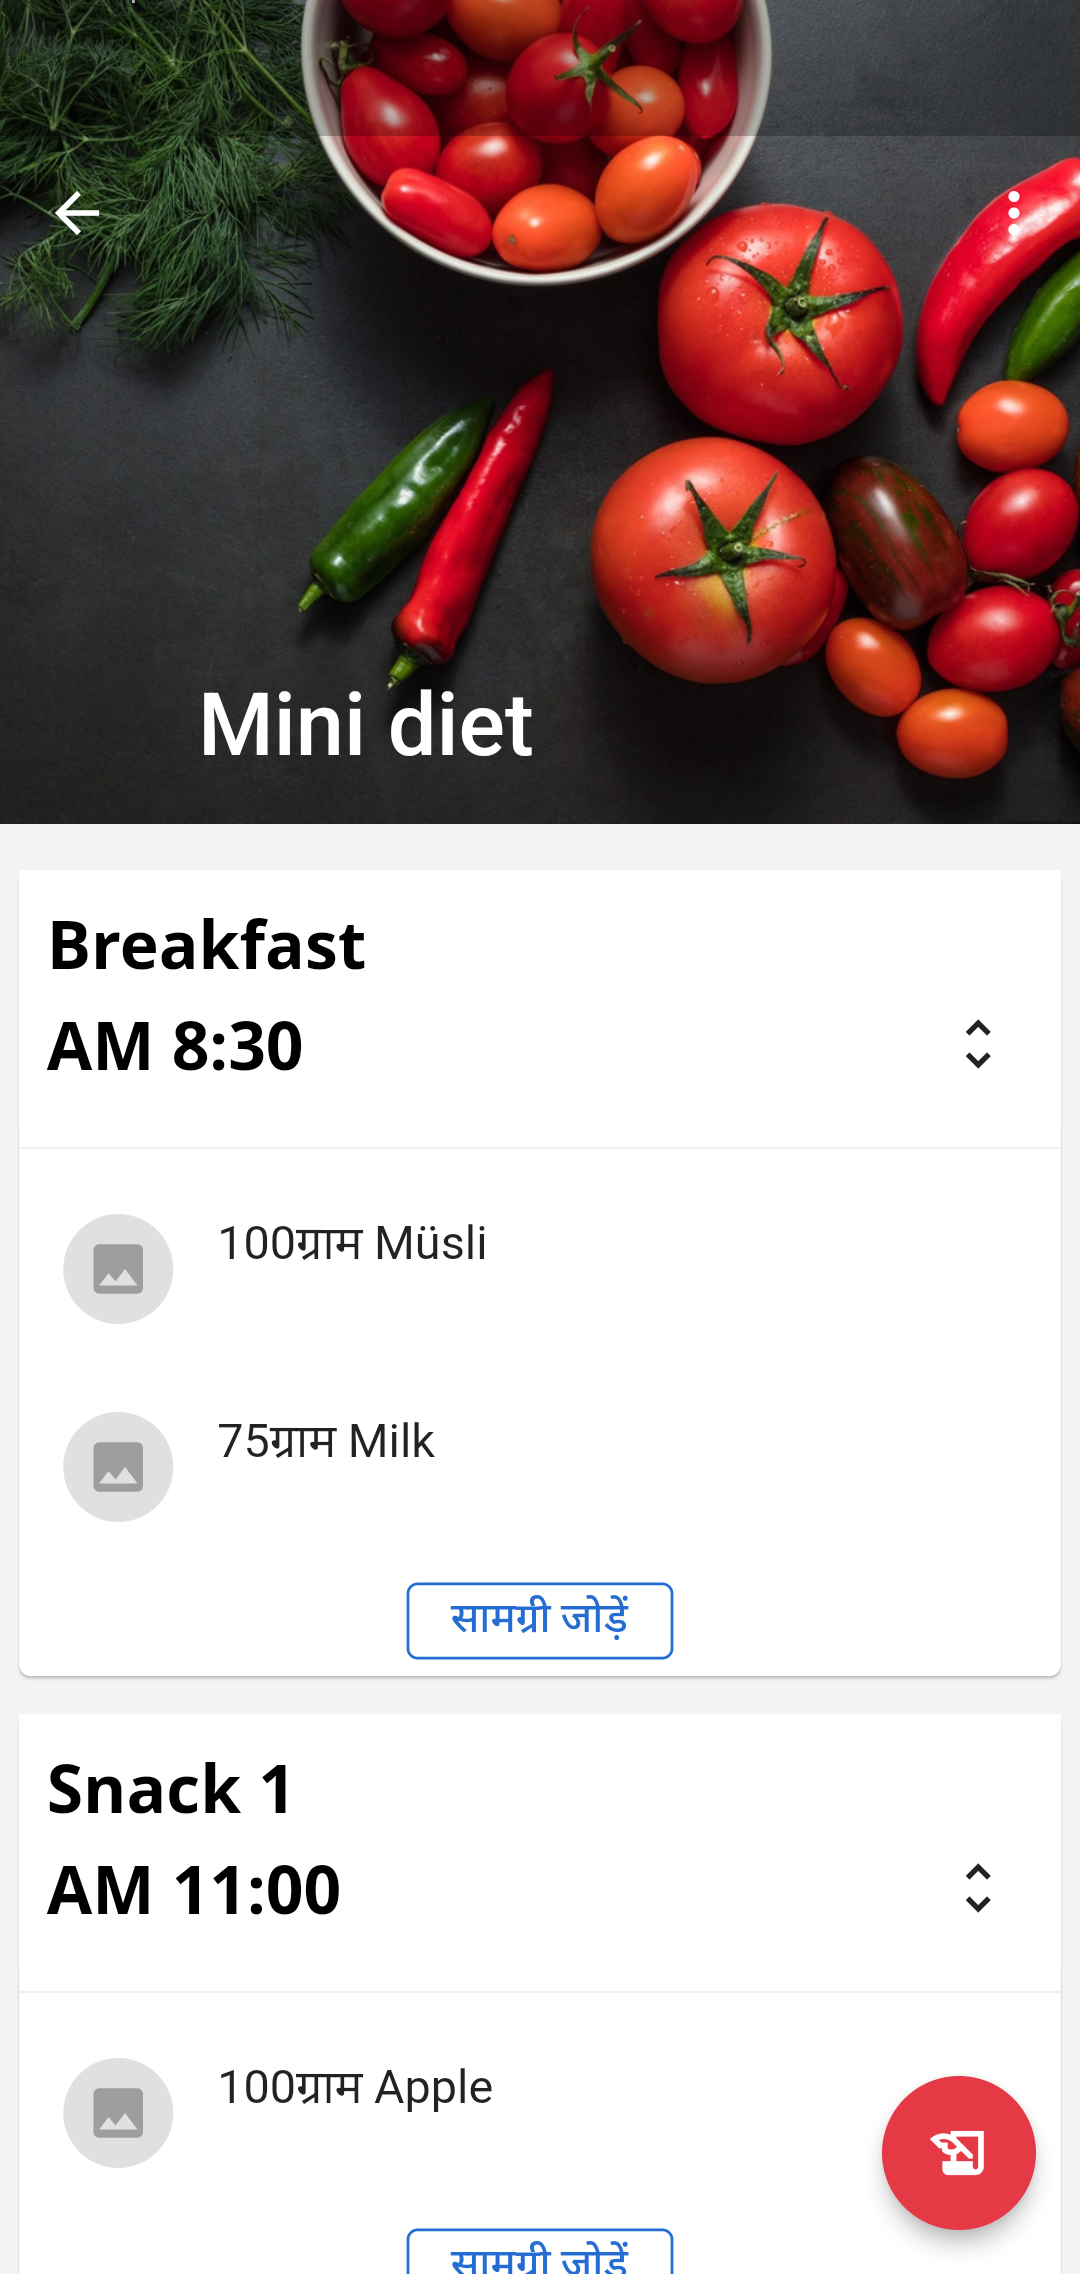 Mini diet
Breakfast
AM 8:30
100ग्राम Müsli
75ग्राम Milk
सामग्री जोड़ें
Snack 1
AM 11:00
100ग्राम Apple
सामग्री जोड़ें